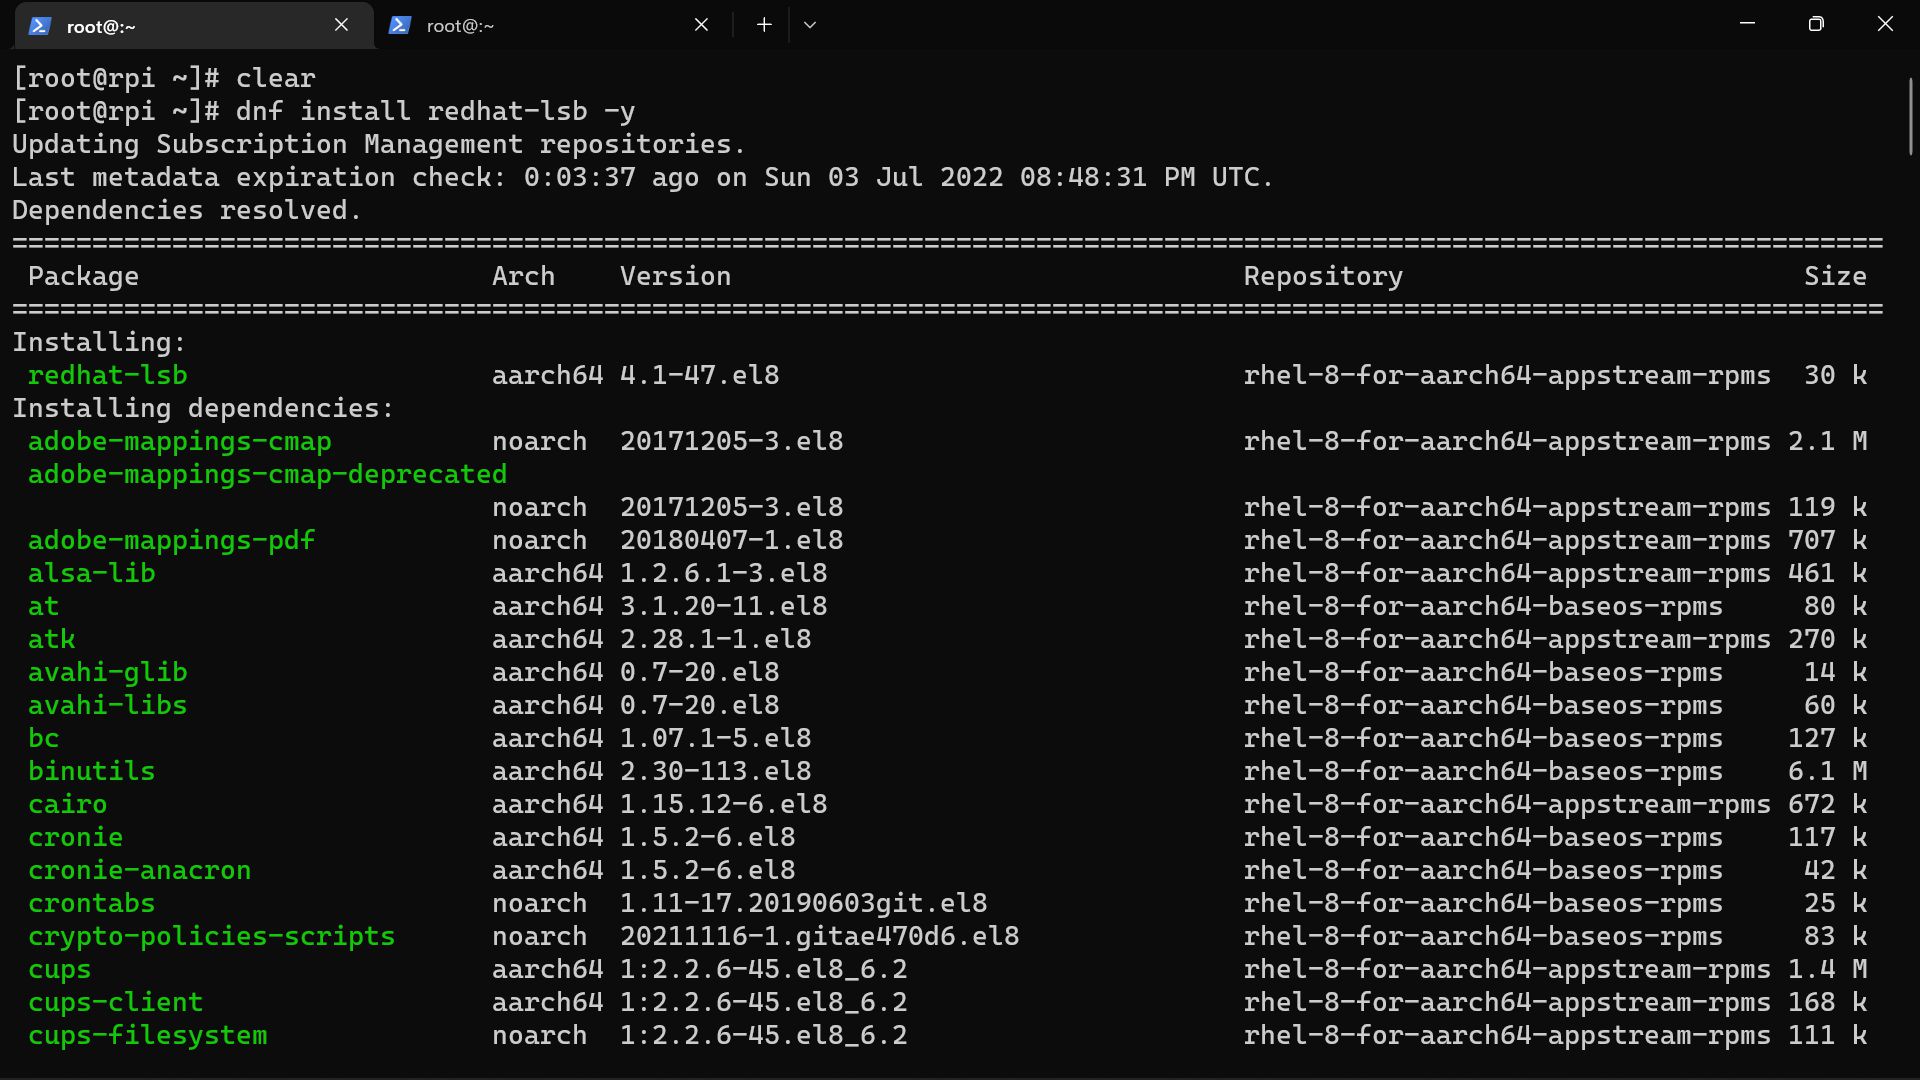 root@:~
root@:~
[root@rpi ~]# clear
[root@rpi ~]# dnf install redhat-lsb -y
Updating Subscription Management repositories.
Last metadata expiration check: 0:03:37 ago on Sun 03 Jul 2022 08:48:31 PM UTC.
Dependencies resolved.
=====================================================================================================================
 Package                      Arch    Version                                Repository                         Size
=====================================================================================================================
Installing:
 redhat-lsb                   aarch64 4.1-47.el8                             rhel-8-for-aarch64-appstream-rpms  30 k
Installing dependencies:
 adobe-mappings-cmap          noarch  20171205-3.el8                         rhel-8-for-aarch64-appstream-rpms 2.1 M
 adobe-mappings-cmap-deprecated
                              noarch  20171205-3.el8                         rhel-8-for-aarch64-appstream-rpms 119 k
 adobe-mappings-pdf           noarch  20180407-1.el8                         rhel-8-for-aarch64-appstream-rpms 707 k
 alsa-lib                     aarch64 1.2.6.1-3.el8                          rhel-8-for-aarch64-appstream-rpms 461 k
 at                           aarch64 3.1.20-11.el8                          rhel-8-for-aarch64-baseos-rpms     80 k
 atk                          aarch64 2.28.1-1.el8                           rhel-8-for-aarch64-appstream-rpms 270 k
 avahi-glib                   aarch64 0.7-20.el8                             rhel-8-for-aarch64-baseos-rpms     14 k
 avahi-libs                   aarch64 0.7-20.el8                             rhel-8-for-aarch64-baseos-rpms     60 k
 bc                           aarch64 1.07.1-5.el8                           rhel-8-for-aarch64-baseos-rpms    127 k
 binutils                     aarch64 2.30-113.el8                           rhel-8-for-aarch64-baseos-rpms    6.1 M
 cairo                        aarch64 1.15.12-6.el8                          rhel-8-for-aarch64-appstream-rpms 672 k
 cronie                       aarch64 1.5.2-6.el8                            rhel-8-for-aarch64-baseos-rpms    117 k
 cronie-anacron               aarch64 1.5.2-6.el8                            rhel-8-for-aarch64-baseos-rpms     42 k
 crontabs                     noarch  1.11-17.20190603git.el8                rhel-8-for-aarch64-baseos-rpms     25 k
 crypto-policies-scripts      noarch  20211116-1.gitae470d6.el8              rhel-8-for-aarch64-baseos-rpms     83 k
 cups                         aarch64 1:2.2.6-45.el8_6.2                     rhel-8-for-aarch64-appstream-rpms 1.4 M
 cups-client                  aarch64 1:2.2.6-45.el8_6.2                     rhel-8-for-aarch64-appstream-rpms 168 k
 cups-filesystem              noarch  1:2.2.6-45.el8_6.2                     rhel-8-for-aarch64-appstream-rpms 111 k